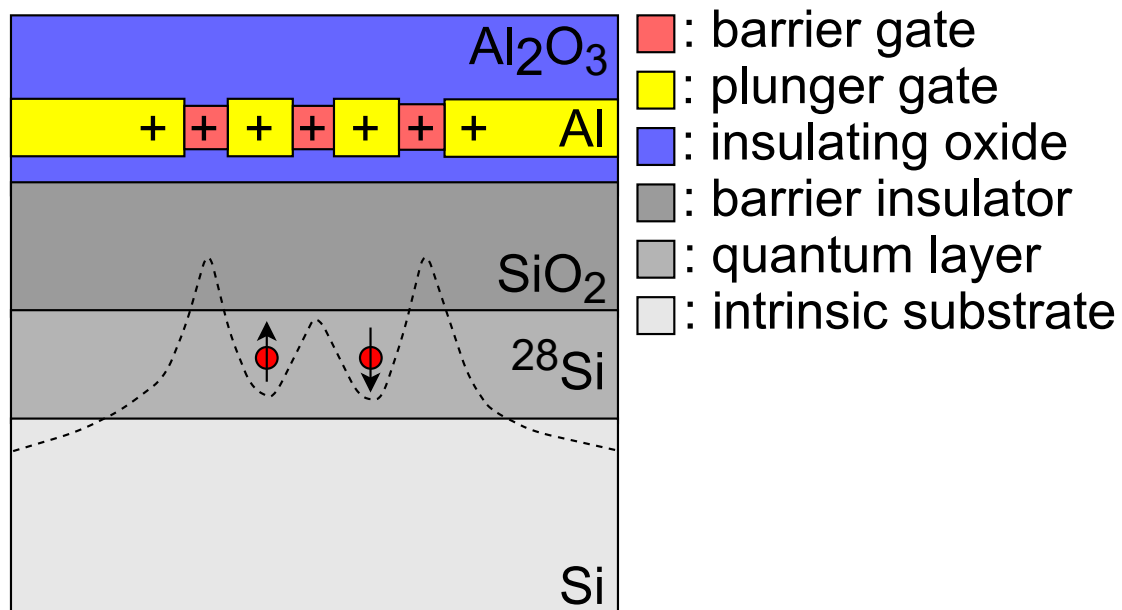 Al₂O₃
+ + + + + + + Al
SiO₂
²⁸Si
Si
: barrier gate
: plunger gate
: insulating oxide
: barrier insulator
: quantum layer
: intrinsic substrate